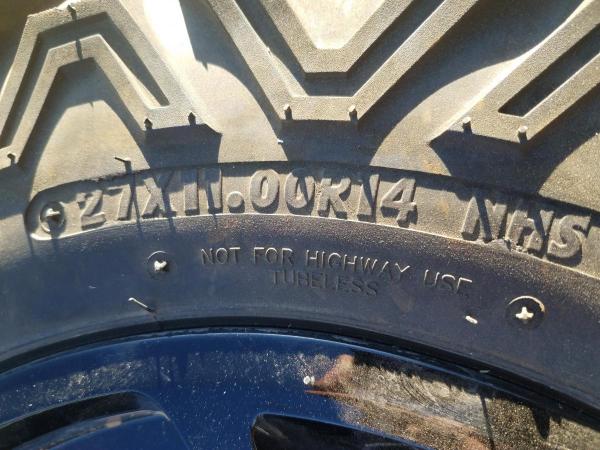 27X11.00R14 NHS
NOT FOR HIGHWAY USE
TUBELESS